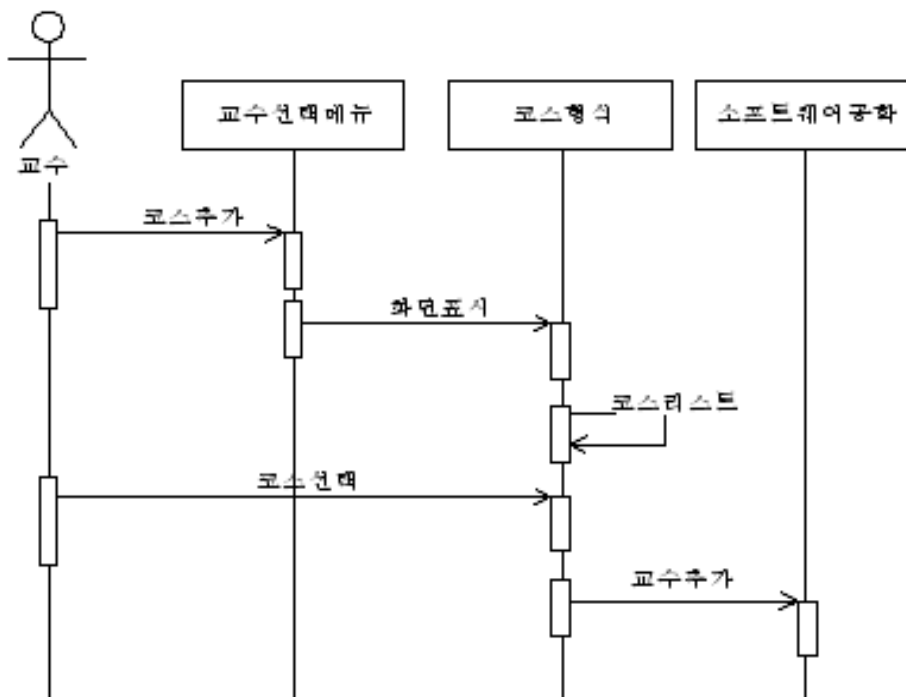 교수선택메뉴
코스형식
소프트웨어공학
교수
코스추가
화면표시
코스리스트
코스선택
교수추가